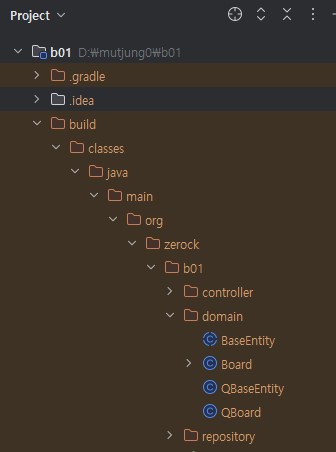 Project
b01 D:₩mutjung0₩b01
.gradle
.idea
build
classes
java
main
org
zerock
b01
controller
domain
BaseEntity
Board
QBaseEntity
QBoard
repository